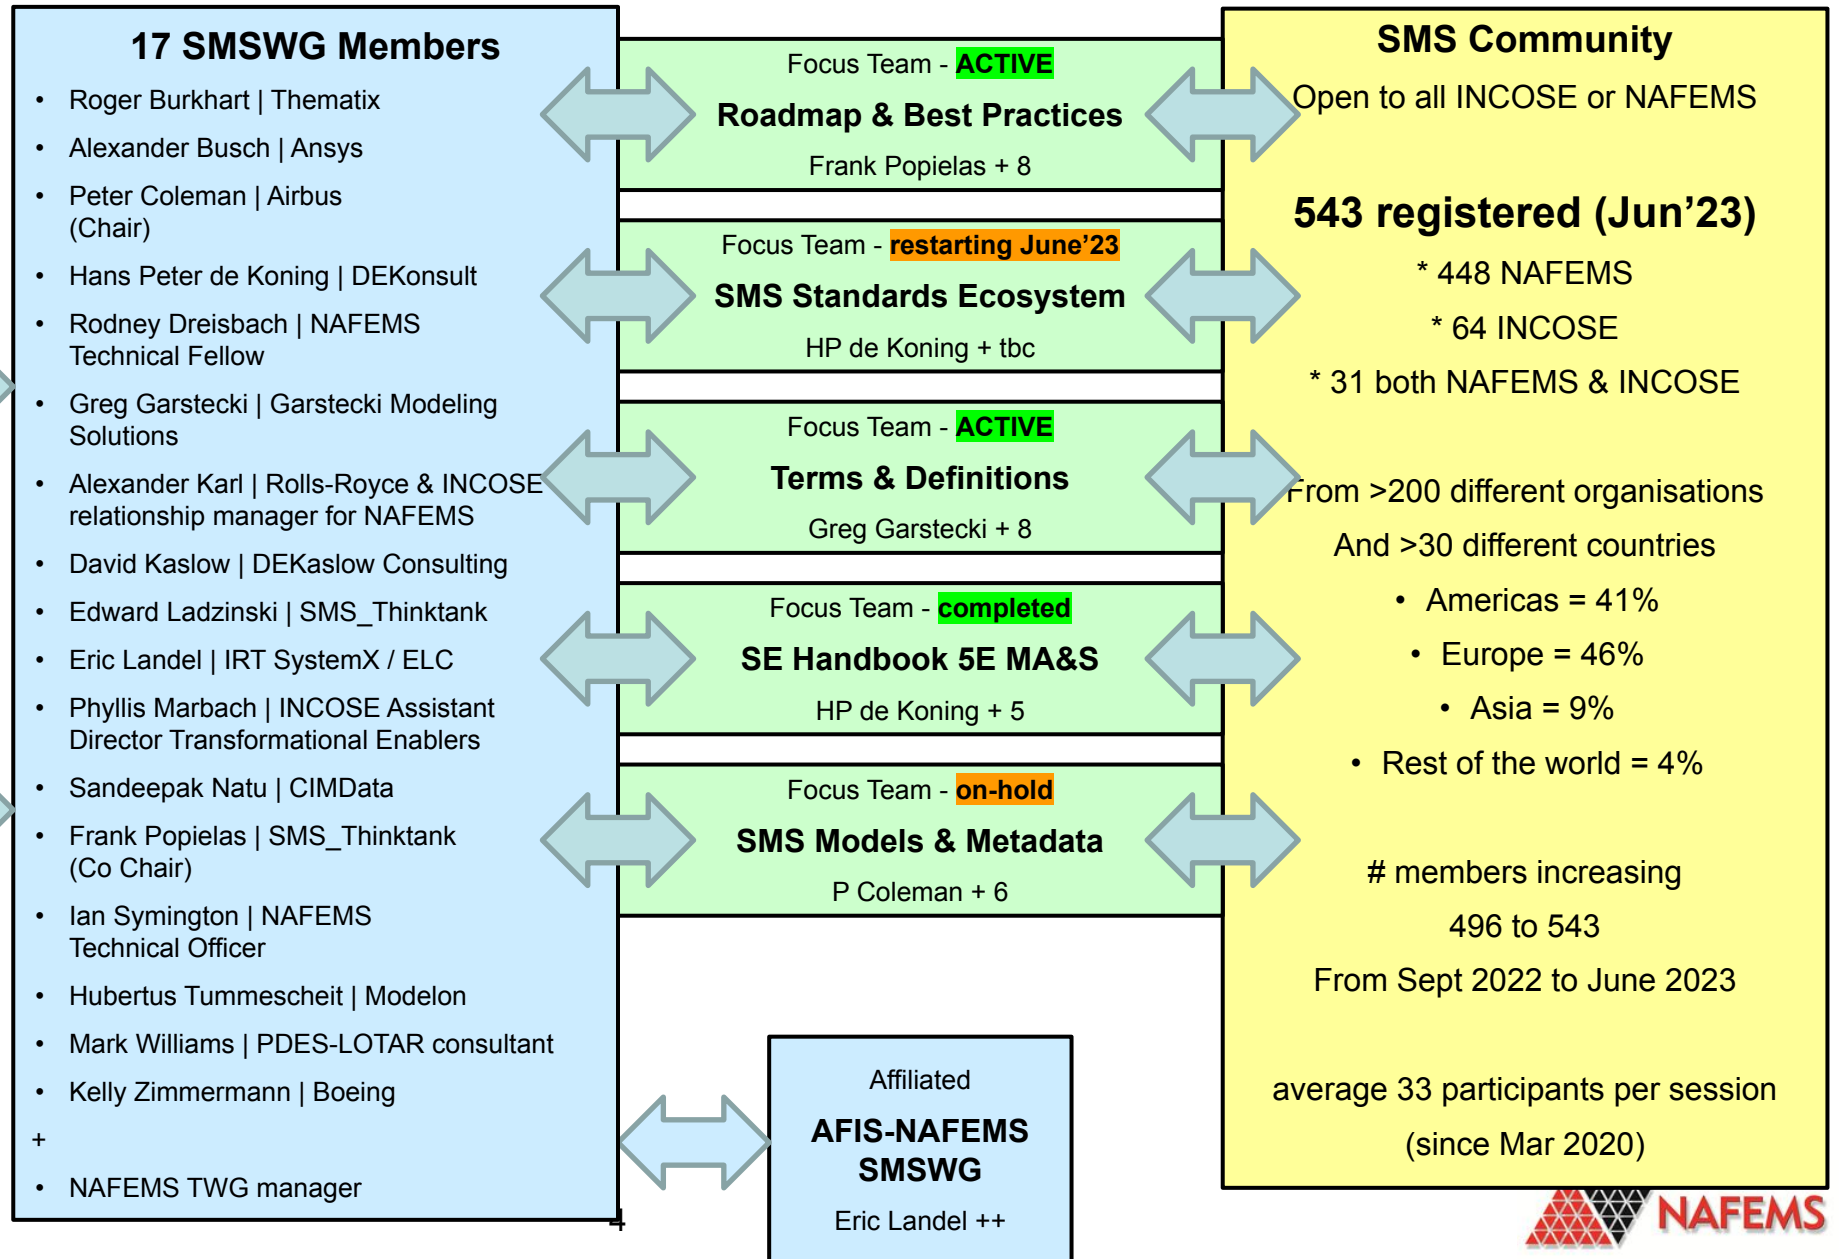 17 SMSWG Members
• Roger Burkhart | Thematix
• Alexander Busch | Ansys
• Peter Coleman | Airbus
(Chair)
• Hans Peter de Koning | DEKonsult
• Rodney Dreisbach | NAFEMS
Technical Fellow
• Greg Garstecki | Garstecki Modeling
Solutions
• Alexander Karl | Rolls-Royce & INCOSE
relationship manager for NAFEMS
• David Kaslow | DEKaslow Consulting
• Edward Ladzinski | SMS_Thinktank
• Eric Landel | IRT SystemX / ELC
• Phyllis Marbach | INCOSE Assistant
Director Transformational Enablers
• Sandeepak Natu | CIMData
• Frank Popielas | SMS_Thinktank
(Co Chair)
• Ian Symington | NAFEMS
Technical Officer
• Hubertus Tummescheit | Modelon
• Mark Williams | PDES-LOTAR consultant
• Kelly Zimmermann | Boeing
+
• NAFEMS TWG manager
Focus Team - ACTIVE
Roadmap & Best Practices
Frank Popielas + 8
Focus Team - restarting June’23
SMS Standards Ecosystem
HP de Koning + tbc
Focus Team - ACTIVE
Terms & Definitions
Greg Garstecki + 8
Focus Team - completed
SE Handbook 5E MA&S
HP de Koning + 5
Focus Team - on-hold
SMS Models & Metadata
P Coleman + 6
Affiliated
AFIS-NAFEMS
SMSWG
Eric Landel ++
4
SMS Community
Open to all INCOSE or NAFEMS
543 registered (Jun’23)
* 448 NAFEMS
* 64 INCOSE
* 31 both NAFEMS & INCOSE
From >200 different organisations
And >30 different countries
• Americas = 41%
• Europe = 46%
• Asia = 9%
• Rest of the world = 4%
# members increasing
496 to 543
From Sept 2022 to June 2023
average 33 participants per session
(since Mar 2020)
NAFEMS